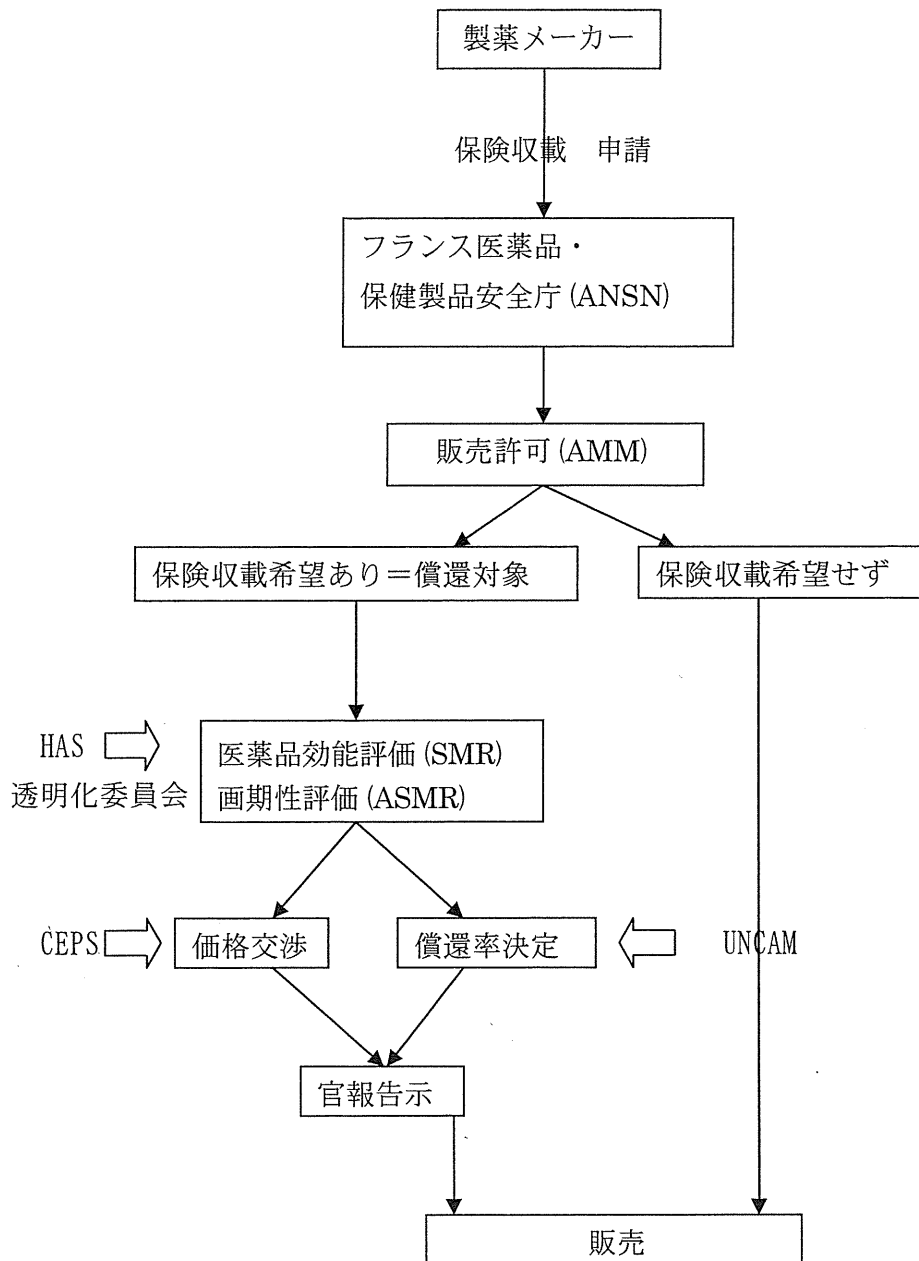 製薬メーカー
保険収載 申請
フランス医薬品・
保健製品安全庁(ANSN)
販売許可(AMM)
保険収載希望あり=償還対象
保険収載希望せず
HAS
透明化委員会
医薬品効能評価(SMR)
画期性評価(ASMR)
CEPS
価格交渉
償還率決定
UNCAM
官報告示
販売